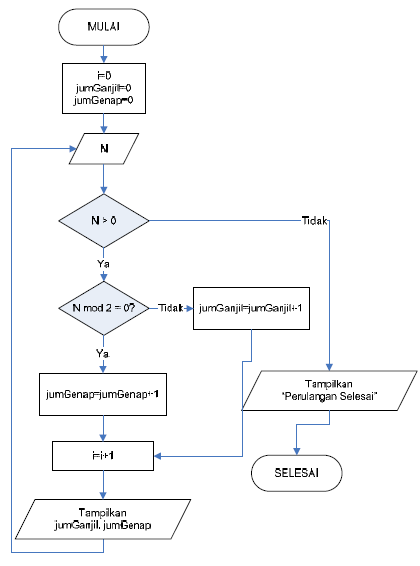 MULAI
i=0
jumGanjil=0
jumGenap=0
N
N > 0
Tidak
Ya
N mod 2 = 0?
Tidak
jumGanjil=jumGanjil+1
Ya
jumGenap=jumGenap+1
Tampilkan
"Perulangan Selesai"
i=i+1
SELESAI
Tampilkan
jumGanjil, jumGenap